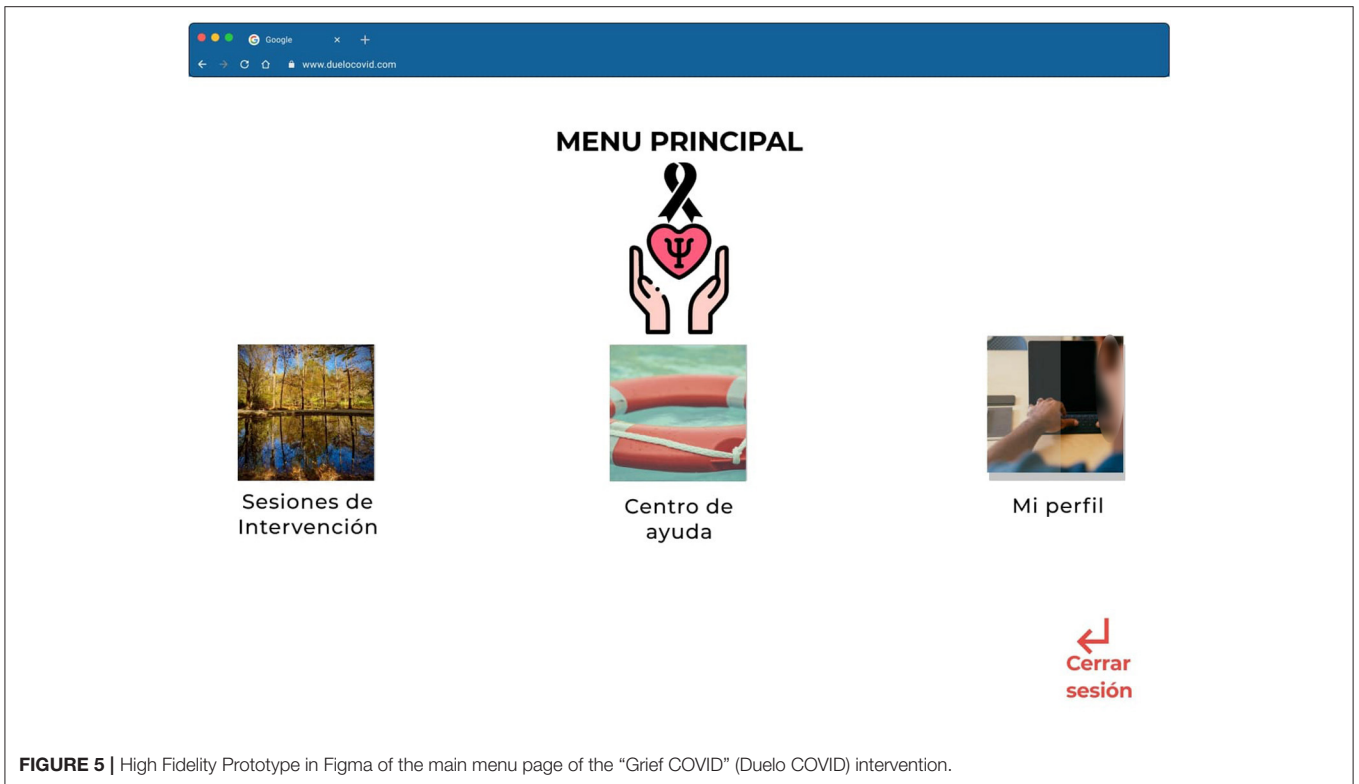 Google
www.duelocovid.com
MENU PRINCIPAL
Ψ
Sesiones de
Intervención
Centro de
ayuda
Mi perfil
Cerrar
sesión
FIGURE 5 | High Fidelity Prototype in Figma of the main menu page of the “Grief COVID” (Duelo COVID) intervention.